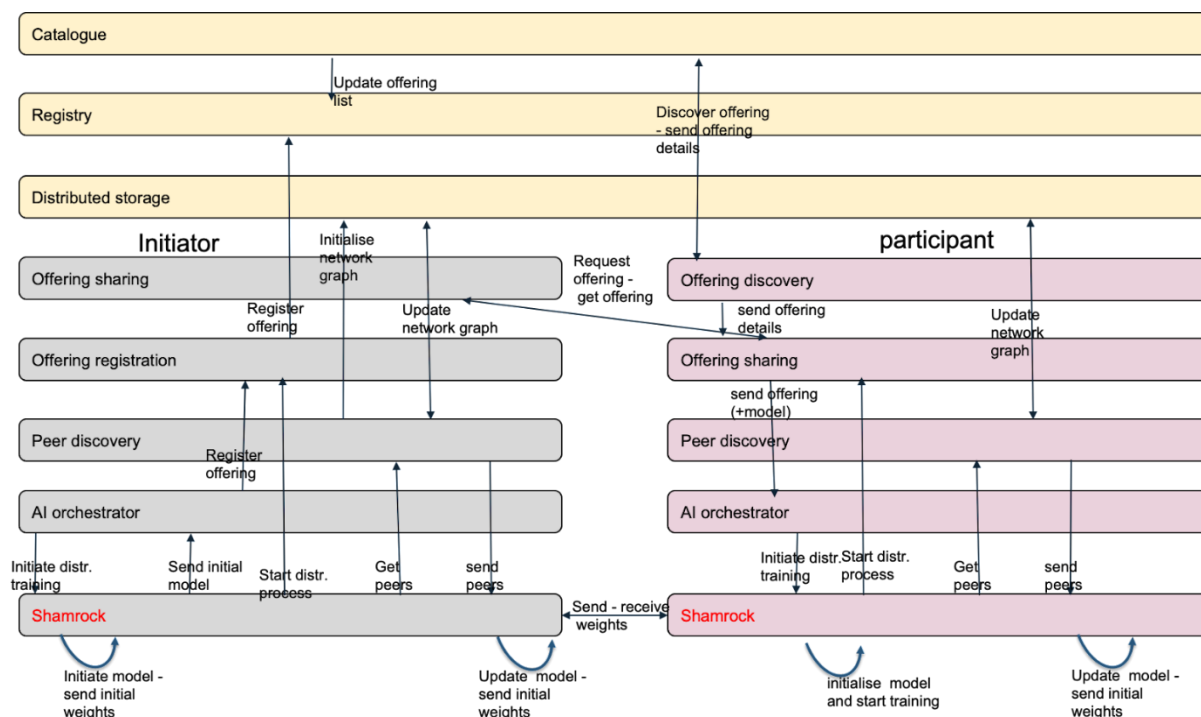 Catalogue
Update offering
list
Registry
Discover offering
- send offering
details
Distributed storage
Initiator
participant
Initialise
network
graph
Offering sharing
Request
offering -
get offering
Offering discovery
Register
offering
Update
network graph
send offering
details
Update
network
graph
Offering registration
Offering sharing
send offering
(+model)
Peer discovery
Peer discovery
Register
offering
AI orchestrator
AI orchestrator
Initiate distr.
training
Send initial
model
Start distr.
process
Get
peers
send
peers
Initiate distr.
training
Start distr.
process
Get
peers
send
peers
Shamrock
Send - receive
weights
Shamrock
Initiate model -
send initial
weights
Update model -
send initial
weights
initialise model
and start training
Update model -
send initial
weights